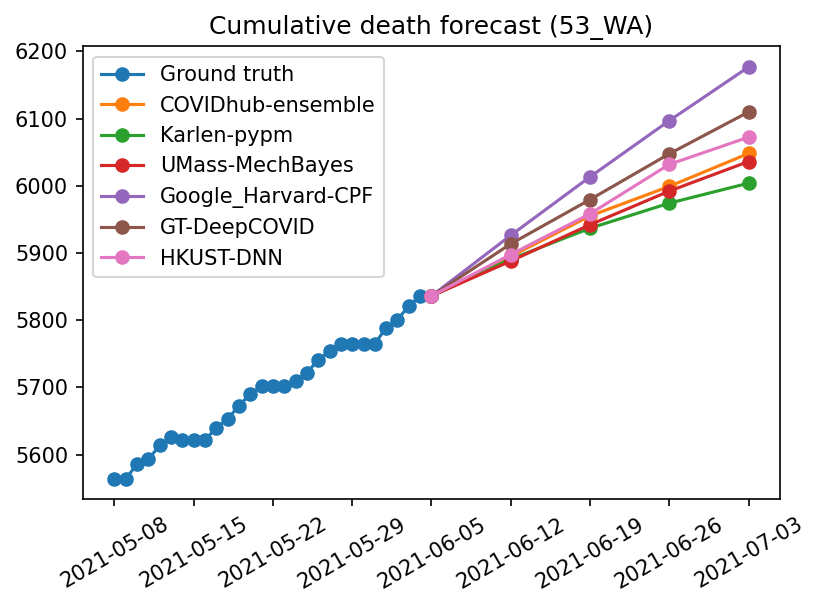 Cumulative death forecast (53_WA)
6200
6100
6000
5900
5800
5700
5600
Ground truth
COVIDhub-ensemble
Karlen-pypm
UMass-MechBayes
Google_Harvard-CPF
GT-DeepCOVID
HKUST-DNN
2021-05-08
2021-05-15
2021-05-22
2021-05-29
2021-06-05
2021-06-12
2021-06-19
2021-06-26
2021-07-03